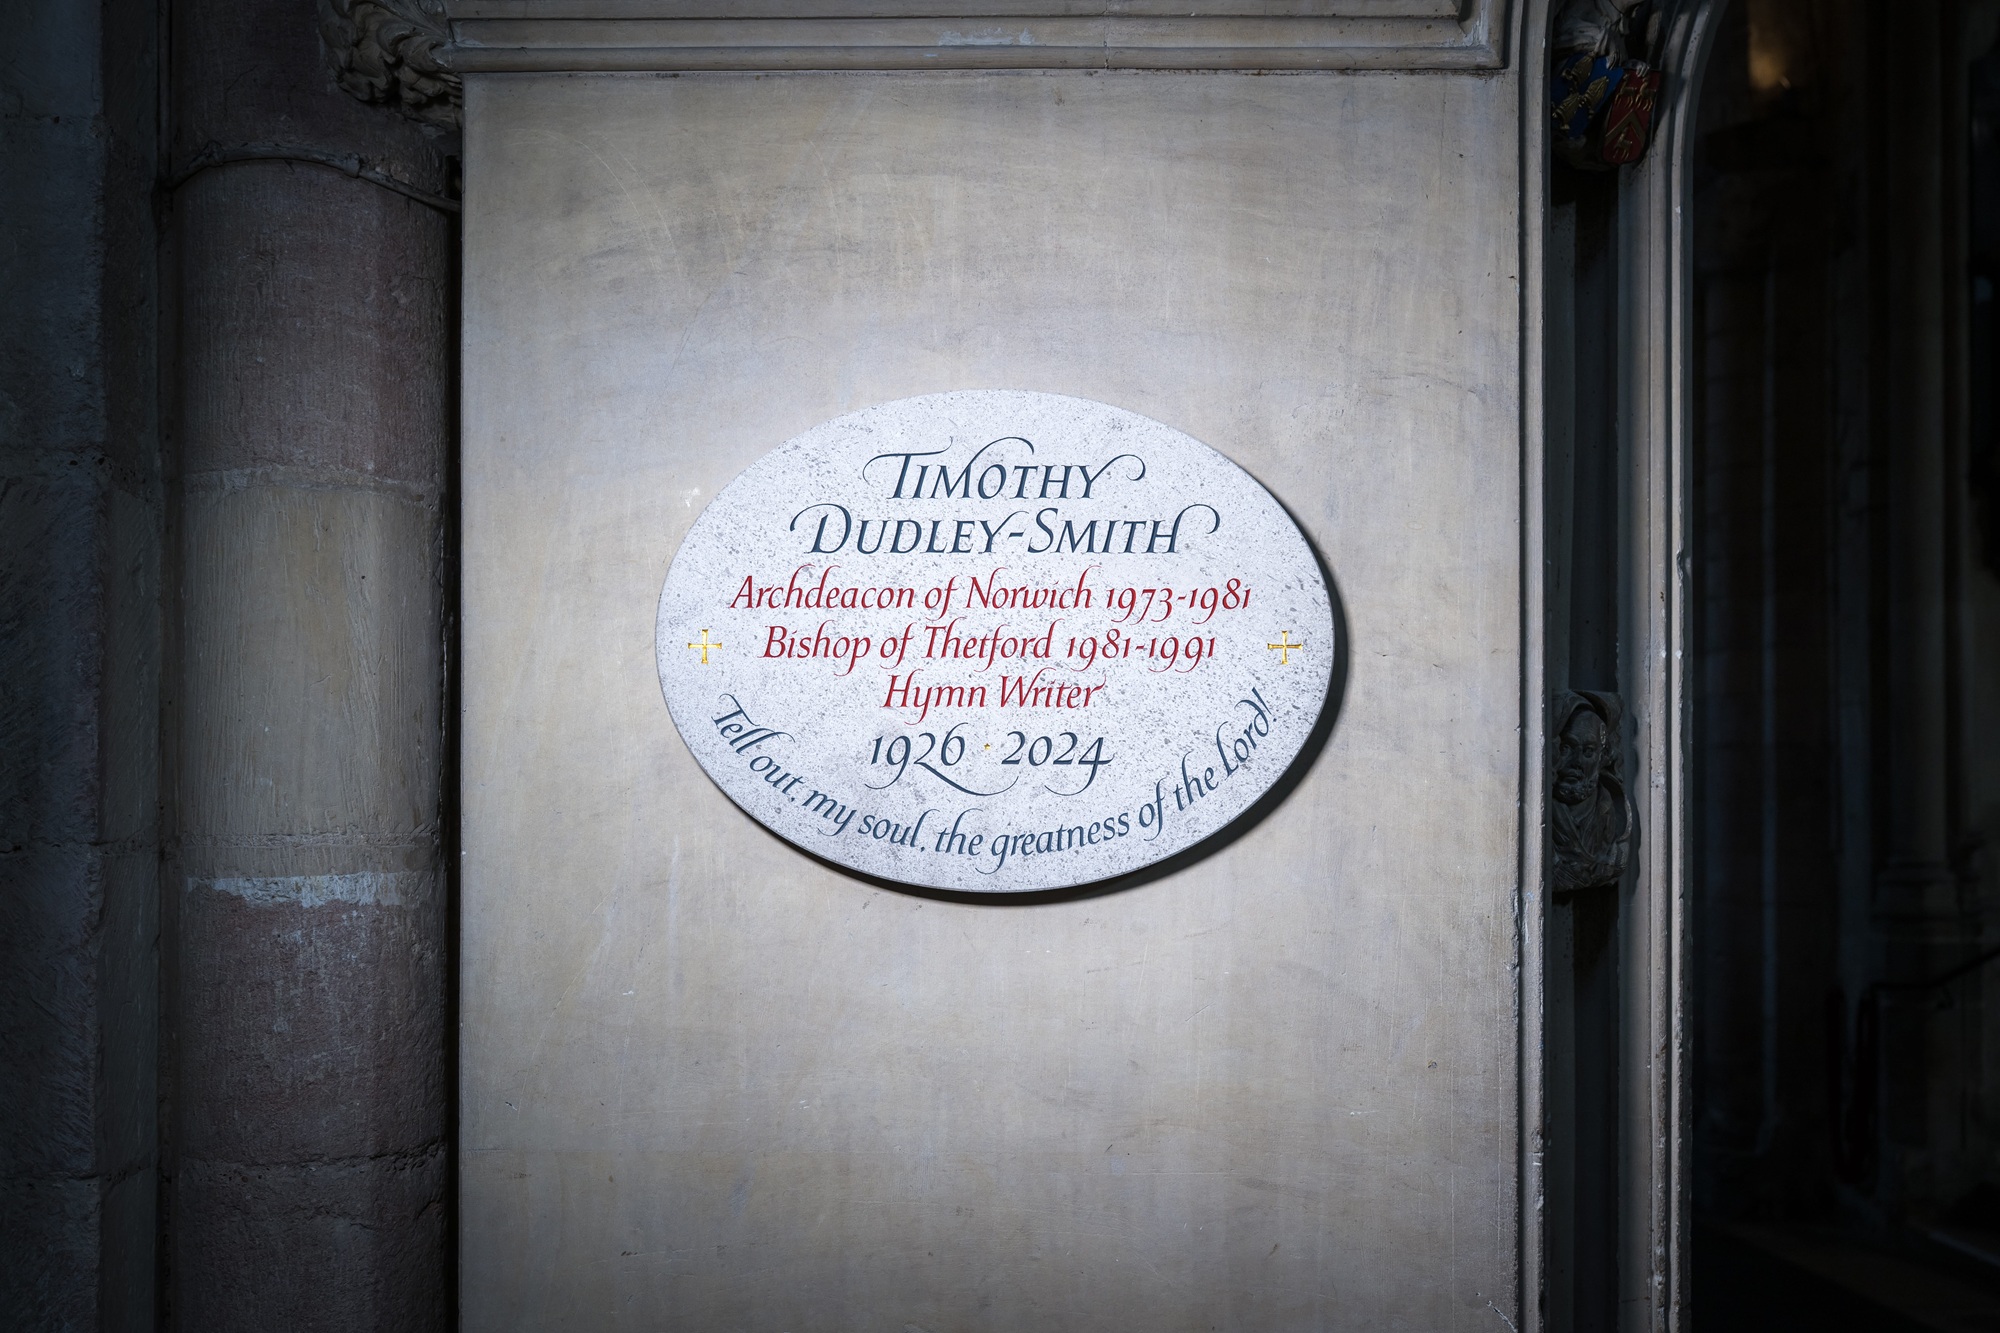 TIMOTHY
DUDLEY-SMITH
Archdeacon of Norwich 1973-1981
Bishop of Thetford 1981-1991
Hymn Writer
1926 · 2024
Tell out, my soul, the greatness of the Lord!